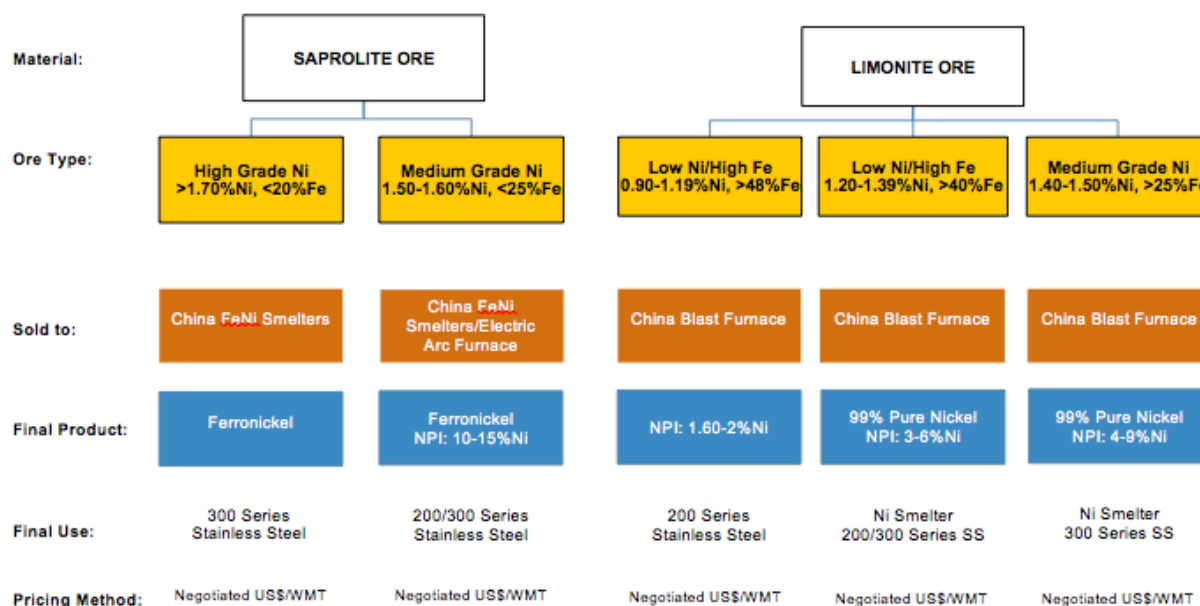 Material:
SAPROLITE ORE
LIMONITE ORE
Ore Type:
High Grade Ni
>1.70%Ni, <20%Fe
Medium Grade Ni
1.50-1.60%Ni, <25%Fe
Low Ni/High Fe
0.90-1.19%Ni, >48%Fe
Low Ni/High Fe
1.20-1.39%Ni, >40%Fe
Medium Grade Ni
1.40-1.50%Ni, >25%Fe
Sold to:
China FeNi Smelters
China FeNi
Smelters/Electric
Arc Furnace
China Blast Furnace
China Blast Furnace
China Blast Furnace
Final Product:
Ferronickel
Ferronickel
NPI: 10-15%Ni
NPI: 1.60-2%Ni
99% Pure Nickel
NPI: 3-6%Ni
99% Pure Nickel
NPI: 4-9%Ni
Final Use:
300 Series
Stainless Steel
200/300 Series
Stainless Steel
200 Series
Stainless Steel
Ni Smelter
200/300 Series SS
Ni Smelter
300 Series SS
Pricing Method:
Negotiated US$/WMT
Negotiated US$/WMT
Negotiated US$/WMT
Negotiated US$/WMT
Negotiated US$/WMT